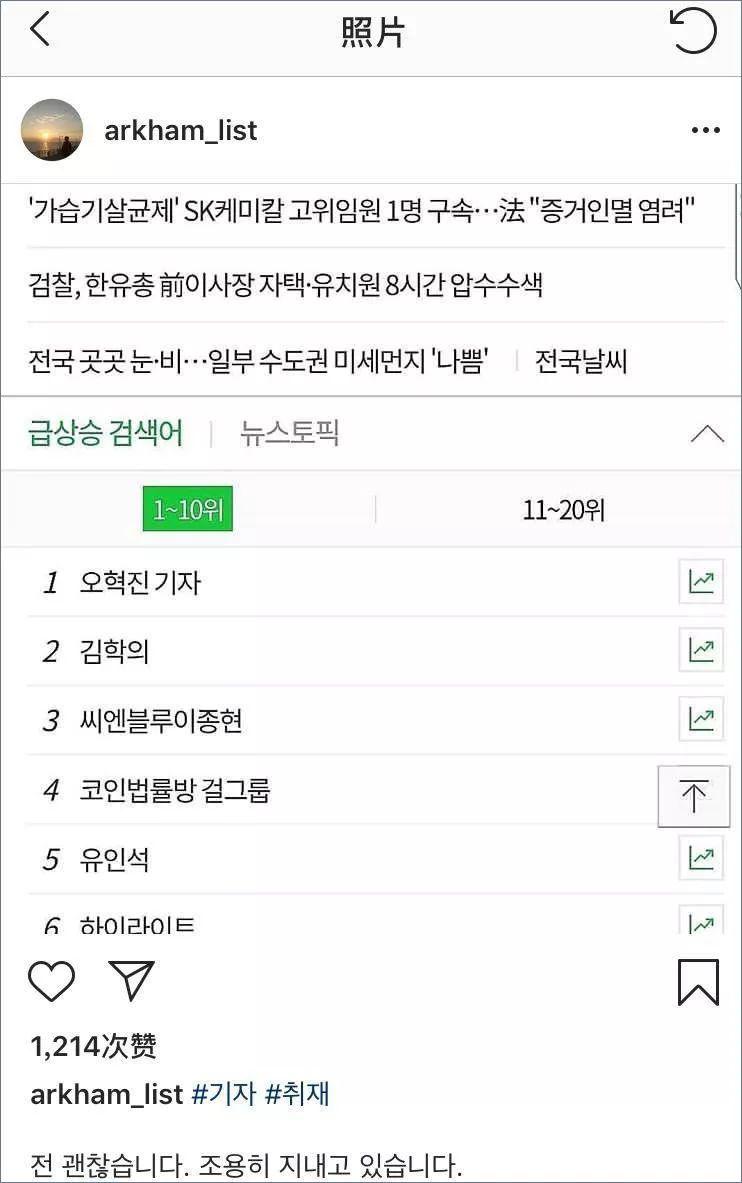 照片
arkham_list
'가습기살균제' SK케미칼 고위임원 1명 구속…法 "증거인멸 염려"
검찰, 한유총 前이사장 자택·유치원 8시간 압수수색
전국 곳곳 눈·비…일부 수도권 미세먼지 '나쁨' | 전국날씨
급상승 검색어 | 뉴스토픽
1~10위 | 11~20위
1 오혁진 기자
2 김학의
3 씨엔블루이종현
4 코인법률방 걸그룹
5 유인석
6 하이라이트
1,214次赞
arkham_list #기자 #취재
전 괜찮습니다. 조용히 지내고 있습니다.